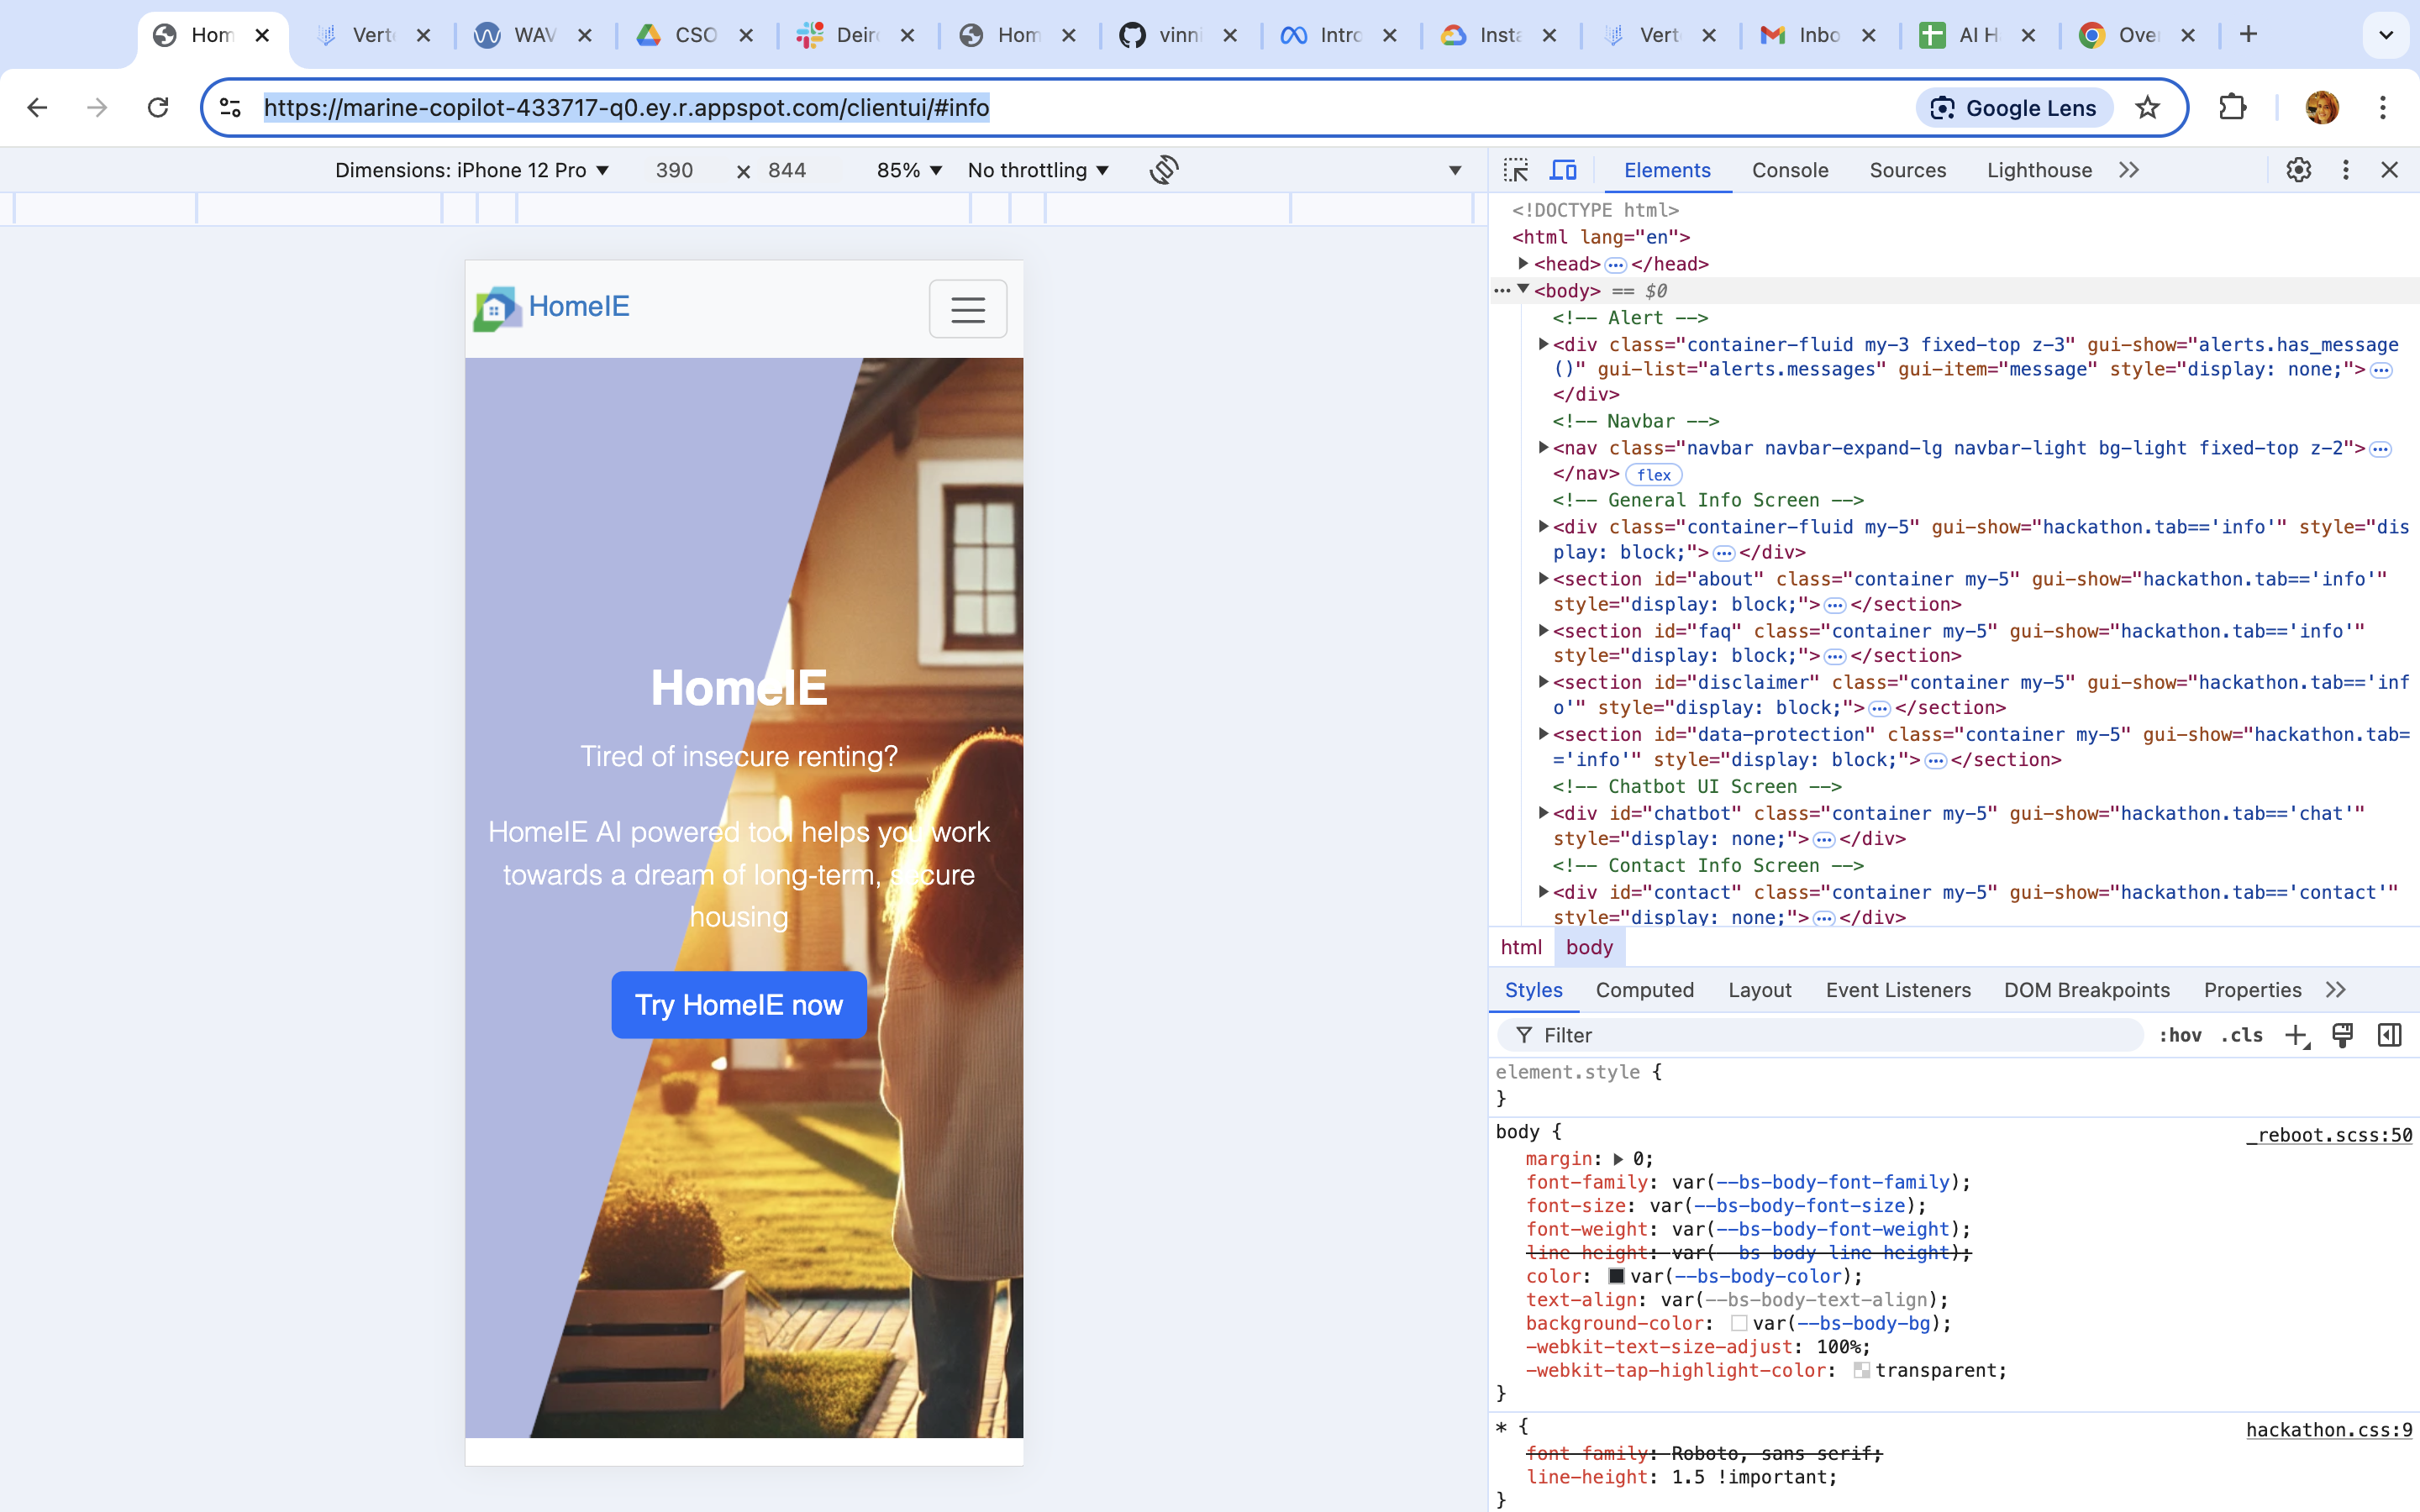 Hom
Vert
WAV
CSO
Deir
Hom
vinni
Intro
Insta
Vert
Inbo
AI H
Over
https://marine-copilot-433717-q0.ey.r.appspot.com/clientui/#info
Google Lens
Dimensions: iPhone 12 Pro
390 × 844
85%
No throttling
HomeIE
HomeIE
Tired of insecure renting?
HomeIE AI powered tool helps you work
towards a dream of long-term, secure
housing
Try HomeIE now
Elements Console Sources Lighthouse
<!DOCTYPE html>
<html lang="en">
<head> ••• </head>
••• <body> == $0
<!-- Alert -->
<div class="container-fluid my-3 fixed-top z-3" gui-show="alerts.has_message
()" gui-list="alerts.messages" gui-item="message" style="display: none;"> •••
</div>
<!-- Navbar -->
<nav class="navbar navbar-expand-lg navbar-light bg-light fixed-top z-2"> •••
</nav> flex
<!-- General Info Screen -->
<div class="container-fluid my-5" gui-show="hackathon.tab=='info'" style="dis
play: block;"> ••• </div>
<section id="about" class="container my-5" gui-show="hackathon.tab=='info'"
style="display: block;"> ••• </section>
<section id="faq" class="container my-5" gui-show="hackathon.tab=='info'"
style="display: block;"> ••• </section>
<section id="disclaimer" class="container my-5" gui-show="hackathon.tab=='inf
o'" style="display: block;"> ••• </section>
<section id="data-protection" class="container my-5" gui-show="hackathon.tab=
='info'" style="display: block;"> ••• </section>
<!-- Chatbot UI Screen -->
<div id="chatbot" class="container my-5" gui-show="hackathon.tab=='chat'"
style="display: none;"> ••• </div>
<!-- Contact Info Screen -->
<div id="contact" class="container my-5" gui-show="hackathon.tab=='contact'"
style="display: none;"> ••• </div>
html body
Styles Computed Layout Event Listeners DOM Breakpoints Properties
Filter
:hov .cls
element.style {
}
body {
_reboot.scss:50
margin: 0;
font-family: var(--bs-body-font-family);
font-size: var(--bs-body-font-size);
font-weight: var(--bs-body-font-weight);
line-height: var(--bs-body-line-height);
color: var(--bs-body-color);
text-align: var(--bs-body-text-align);
background-color: var(--bs-body-bg);
-webkit-text-size-adjust: 100%;
-webkit-tap-highlight-color: transparent;
}
* {
hackathon.css:9
font-family: Roboto, sans serif;
line-height: 1.5 !important;
}